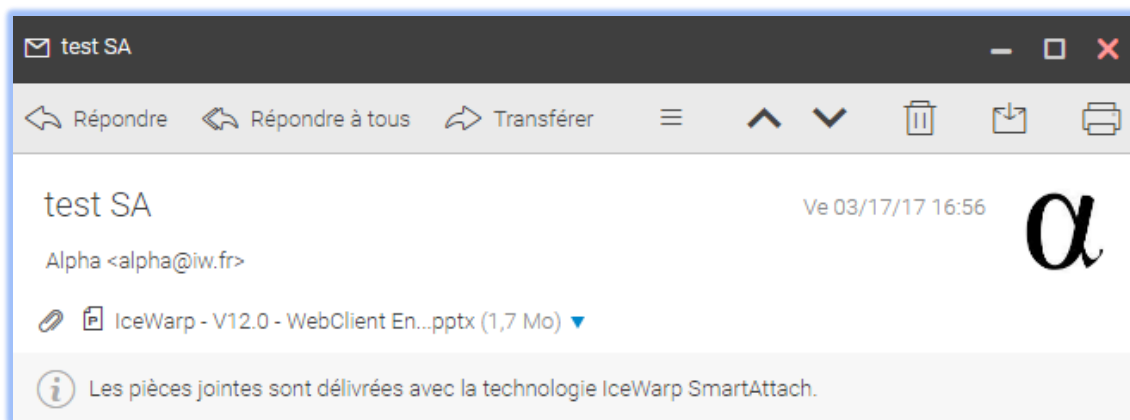 test SA
Répondre Répondre à tous Transférer
test SA Ve 03/17/17 16:56 α
Alpha <alpha@iw.fr>
IceWarp - V12.0 - WebClient En...pptx (1,7 Mo)
Les pièces jointes sont délivrées avec la technologie IceWarp SmartAttach.